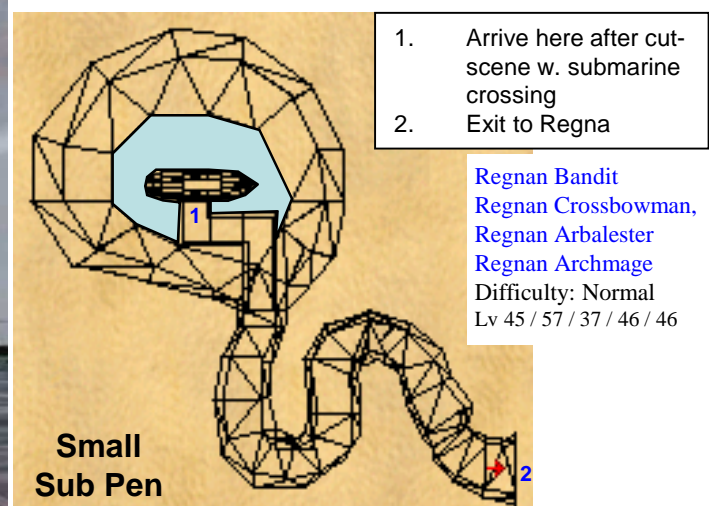 1. Arrive here after cut-
scene w. submarine
crossing
2. Exit to Regna
Regnan Bandit
Regnan Crossbowman,
Regnan Arbalester
Regnan Archmage
Difficulty: Normal
Lv 45 / 57 / 37 / 46 / 46
1
2
Small
Sub Pen